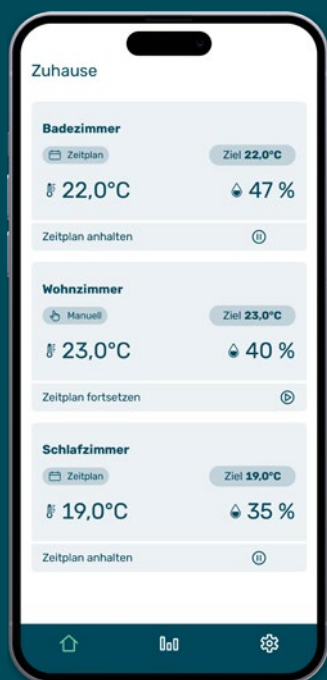 Zuhause
Badezimmer
Zeitplan Ziel 22,0°C
22,0°C 47 %
Zeitplan anhalten
Wohnzimmer
Manuell Ziel 23,0°C
23,0°C 40 %
Zeitplan fortsetzen
Schlafzimmer
Zeitplan Ziel 19,0°C
19,0°C 35 %
Zeitplan anhalten